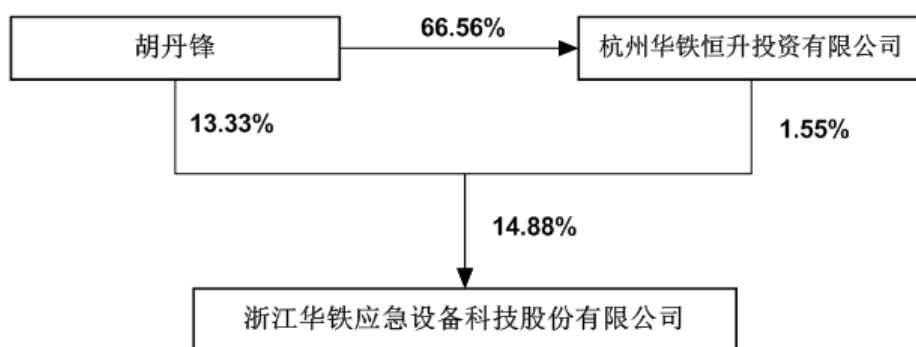 66.56%
胡丹锋
杭州华铁恒升投资有限公司
13.33%
1.55%
14.88%
浙江华铁应急设备科技股份有限公司